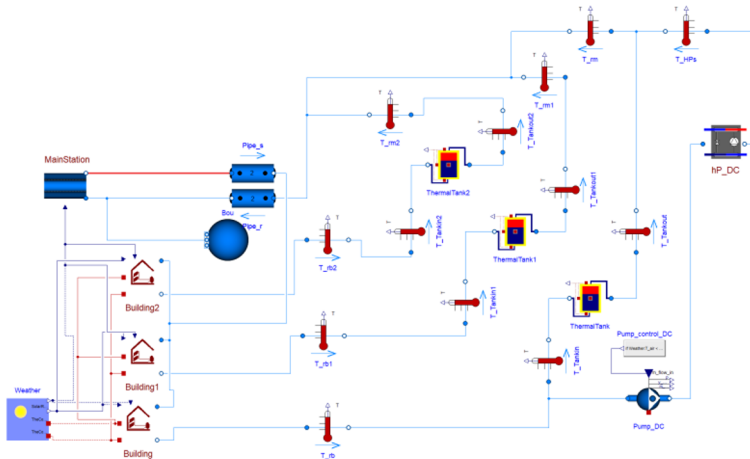 T
T
T
T_rm
T_HPs
T
T_rm1
T
T_rm2
T
T_Tankout2
Pipe_s
MainStation
ThermalTank2
hP_DC
T
T_Tankout1
Bou
Pipe_r
T
T_rb2
T
T_Tankin2
ThermalTank1
T
T_Tankout
Building2
T
T_Tankin1
ThermalTank
T
T_rb1
Pump_control_DC
T
T_Tankin
Building1
Weather
Pump_DC
T
T_rb
Building